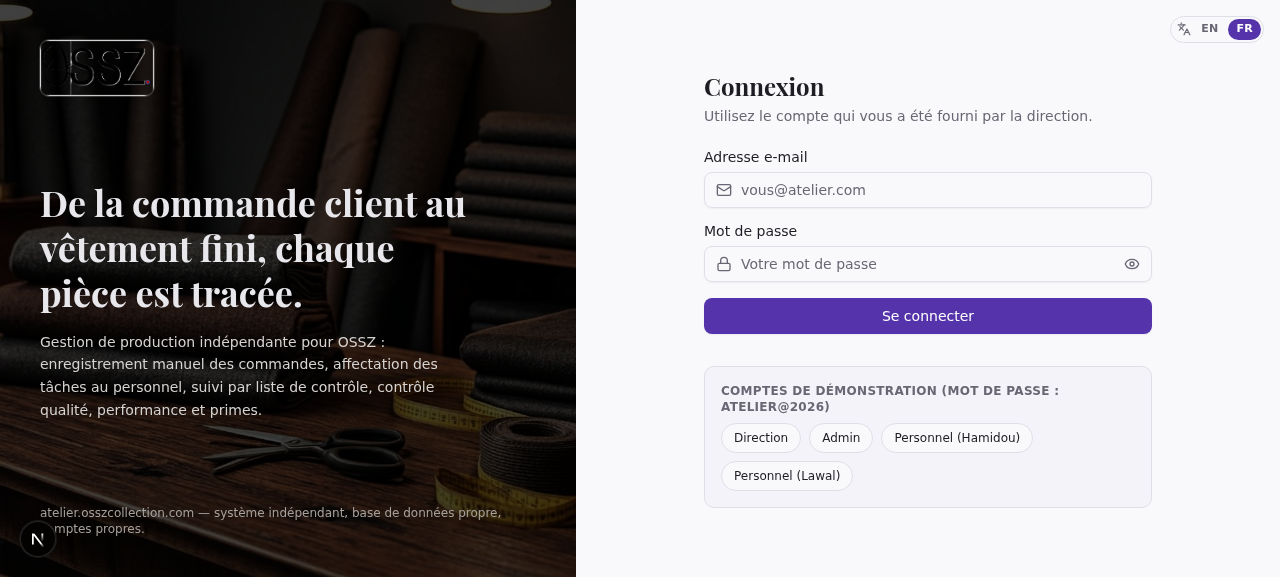 OSSZ.
De la commande client au
vêtement fini, chaque
pièce est tracée.
Gestion de production indépendante pour OSSZ :
enregistrement manuel des commandes, affectation des
tâches au personnel, suivi par liste de contrôle, contrôle
qualité, performance et primes.
atelier.osszcollection.com — système indépendant, base de données propre,
mptes propres.
N
EN
FR
Connexion
Utilisez le compte qui vous a été fourni par la direction.
Adresse e-mail
vous@atelier.com
Mot de passe
Votre mot de passe
Se connecter
COMPTES DE DÉMONSTRATION (MOT DE PASSE :
ATELIER@2026)
Direction
Admin
Personnel (Hamidou)
Personnel (Lawal)